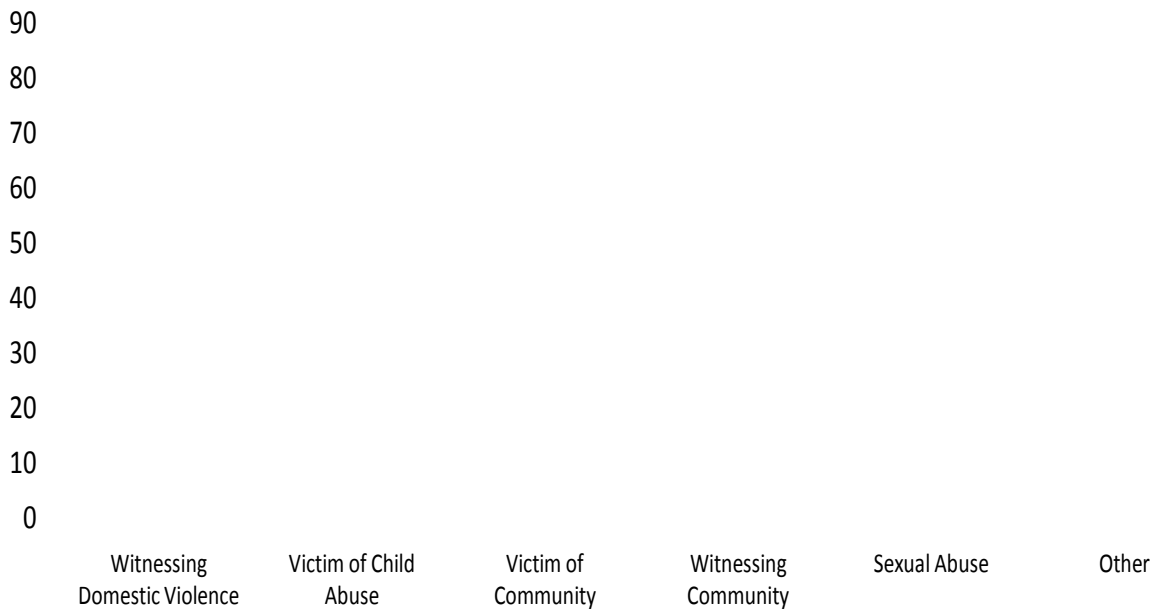 90
80
70
60
50
40
30
20
10
0
Witnessing Domestic Violence
Victim of Child Abuse
Victim of Community
Witnessing Community
Sexual Abuse
Other